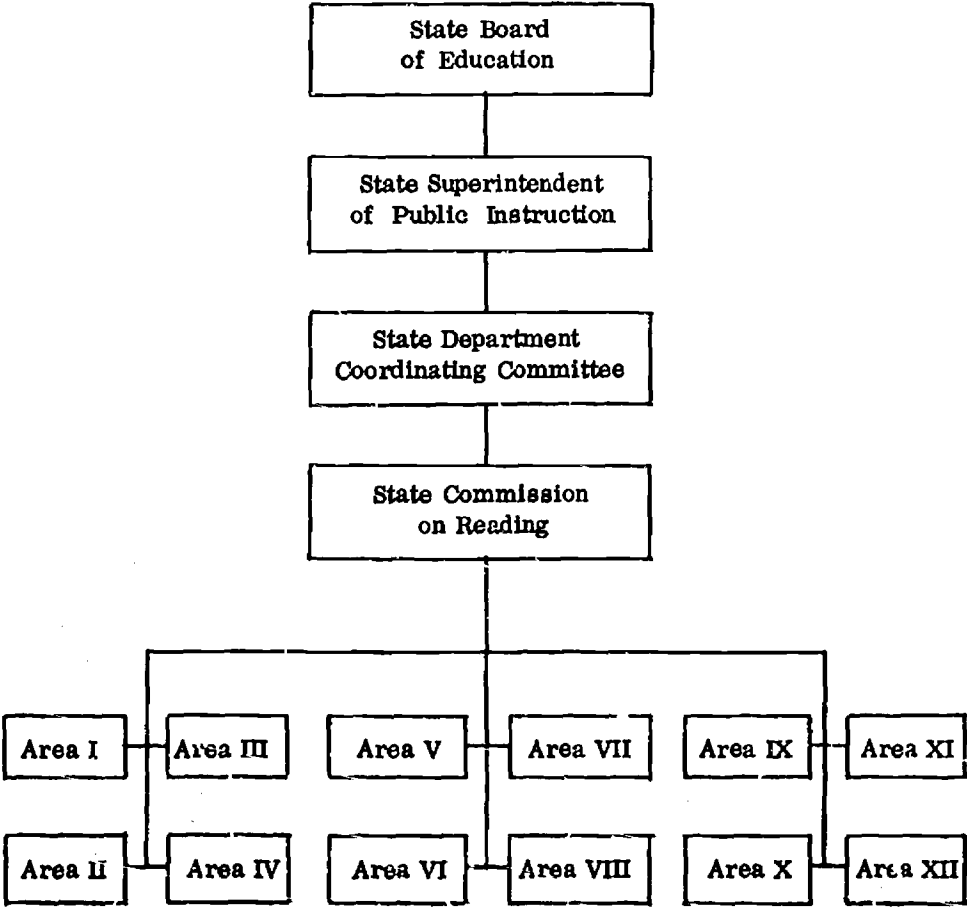 State Board
of Education
State Superintendent
of Public Instruction
State Department
Coordinating Committee
State Commission
on Reading
Area I
Area III
Area V
Area VII
Area IX
Area XI
Area II
Area IV
Area VI
Area VIII
Area X
Area XII